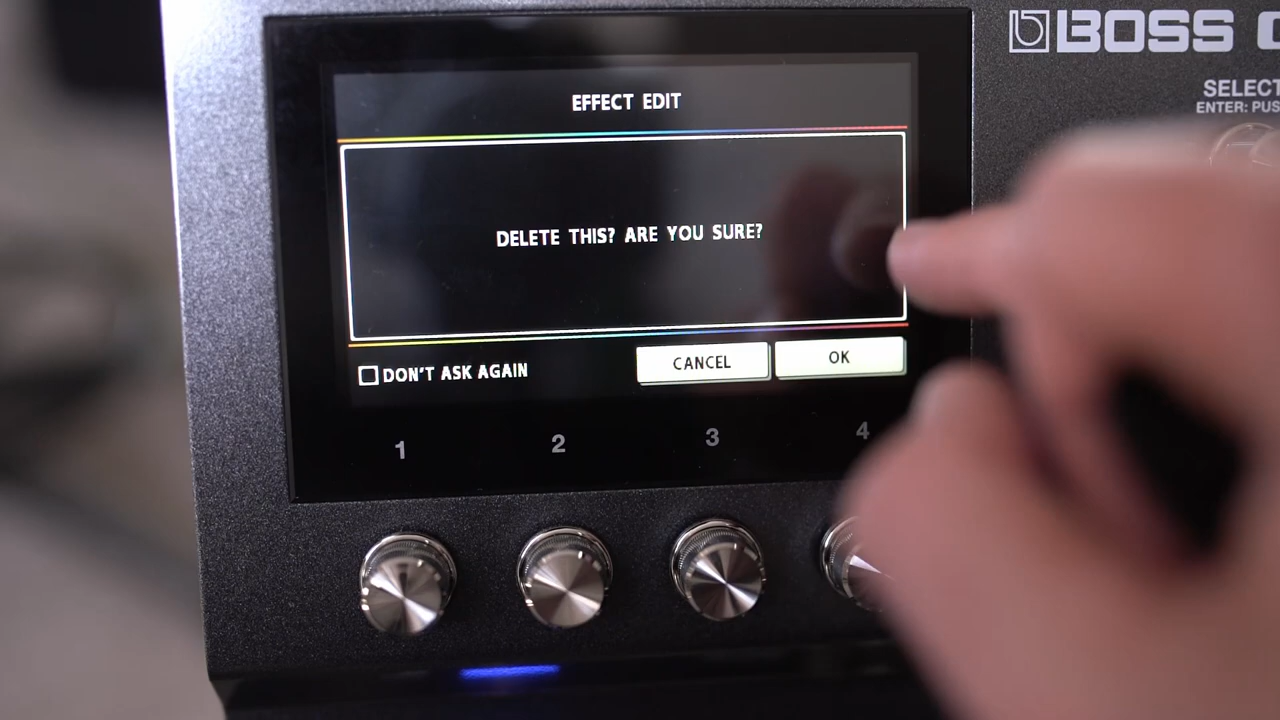 BOSS
SELECT
ENTER: PUS
EFFECT EDIT
DELETE THIS? ARE YOU SURE?
DON'T ASK AGAIN
CANCEL
OK
1
2
3
4